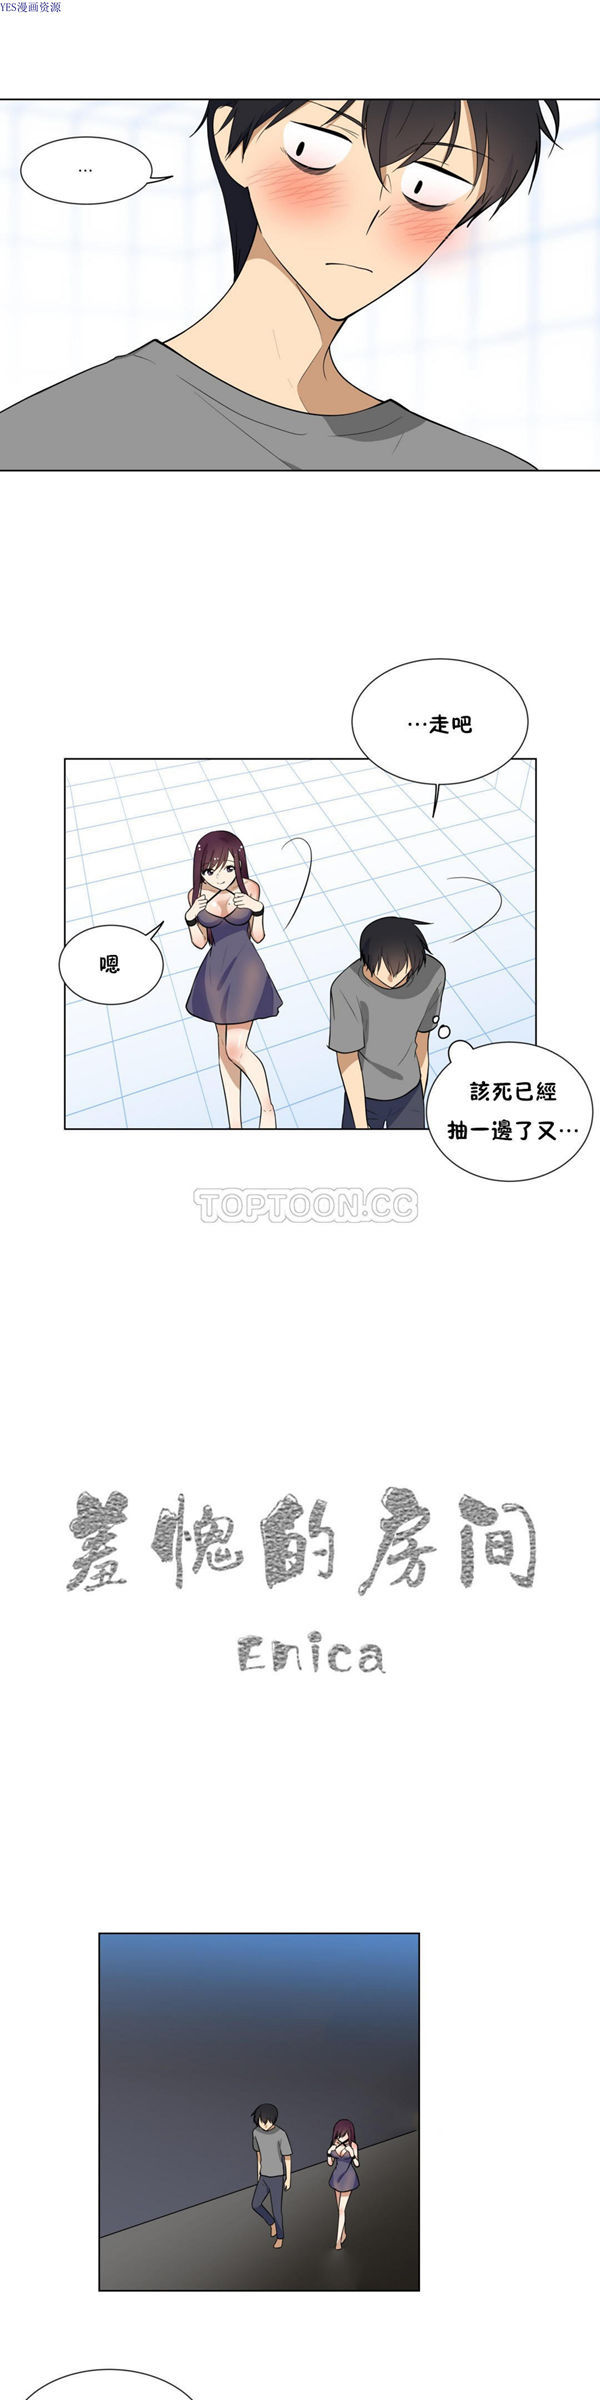 YES漫画资源
…
…走吧
嗯
該死已經
抽一邊了又…
TOPTOON.CC
羞愧的房间
Enica